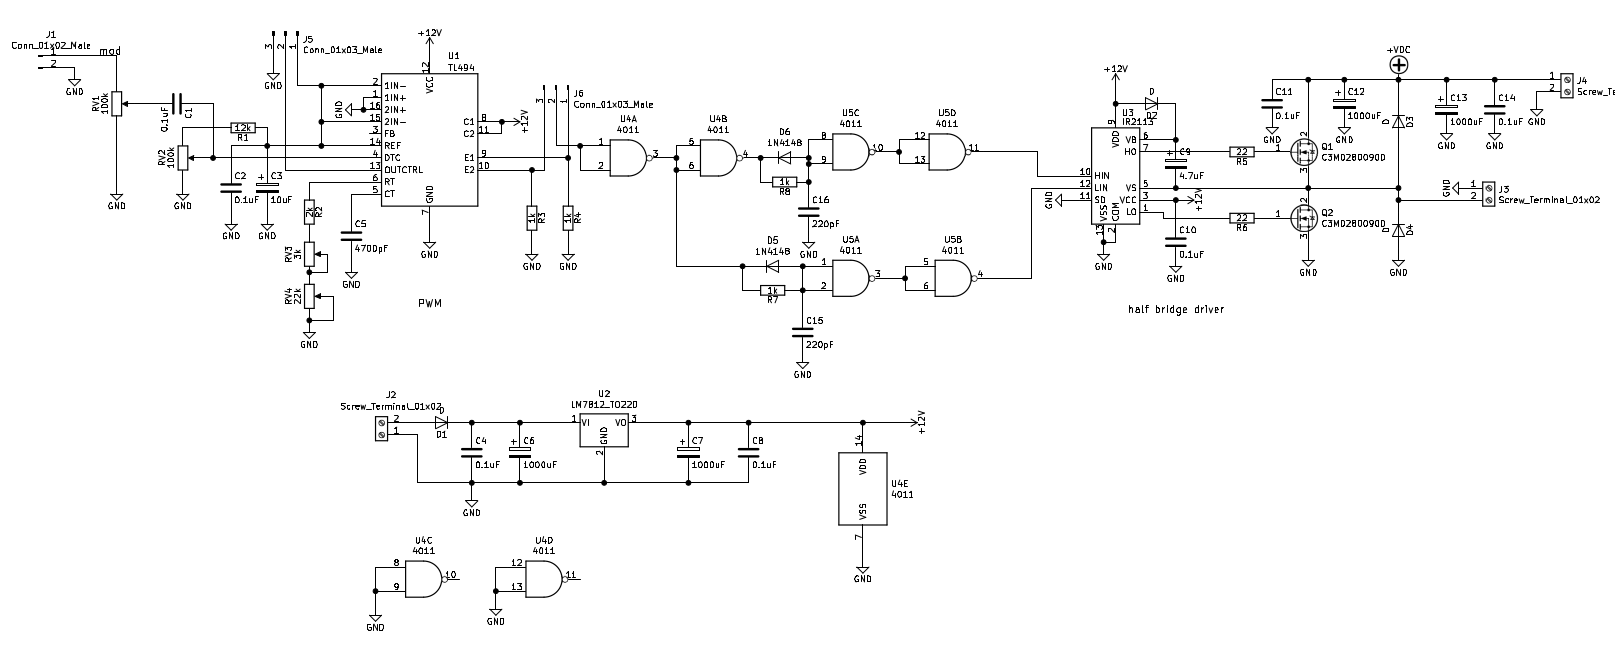 J1
Conn_01x02_Male
1
2
mod
GND
RV1
100k
GND
0.1uF
C1
RV2
100k
GND
12k
R1
C2
0.1uF
GND
C3
10uF
GND
J5
Conn_01x03_Male
3
2
1
GND
+12V
U1
TL494
12
VCC
2
1IN-
1
1IN+
16
2IN+
15
2IN-
3
FB
14
REF
4
DTC
13
OUTCTRL
6
RT
5
CT
GND
C1
8
C2
11
+12V
E1
9
E2
10
GND
7
GND
2k
R2
RV3
3k
RV4
22k
GND
C5
4700pF
GND
PWM
J6
Conn_01x03_Male
3
2
1
1k
R3
GND
1k
R4
GND
U4A
4011
1
2
3
U4B
4011
5
6
4
D6
1N4148
1k
R8
C16
220pF
GND
U5C
4011
8
9
10
U5D
4011
12
13
11
D5
1N4148
1k
R7
C15
220pF
GND
U5A
4011
1
2
3
U5B
4011
5
6
4
+12V
D
D2
U3
IR2113
9
VDD
10
HIN
12
LIN
11
SD
GND
VB
6
HO
7
VS
5
VCC
3
LO
1
VSS
13
COM
2
GND
C9
4.7uF
+12V
C10
0.1uF
GND
22
R5
22
R6
C11
0.1uF
GND
C12
1000uF
GND
Q1
C3MD280090D
1
2
3
Q2
C3MD280090D
1
2
3
GND
+VDC
D
D3
D
D4
GND
C13
1000uF
GND
C14
0.1uF
GND
J4
Screw_Te
1
2
GND
J3
Screw_Terminal_01x02
1
2
GND
half bridge driver
J2
Screw_Terminal_01x02
2
1
D
D1
C4
0.1uF
GND
C6
1000uF
U2
LM7812_TO220
1
VI
VO
3
GND
2
C7
1000uF
C8
0.1uF
+12V
14
VDD
U4E
4011
VSS
7
GND
U4C
4011
8
9
10
GND
U4D
4011
12
13
11
GND